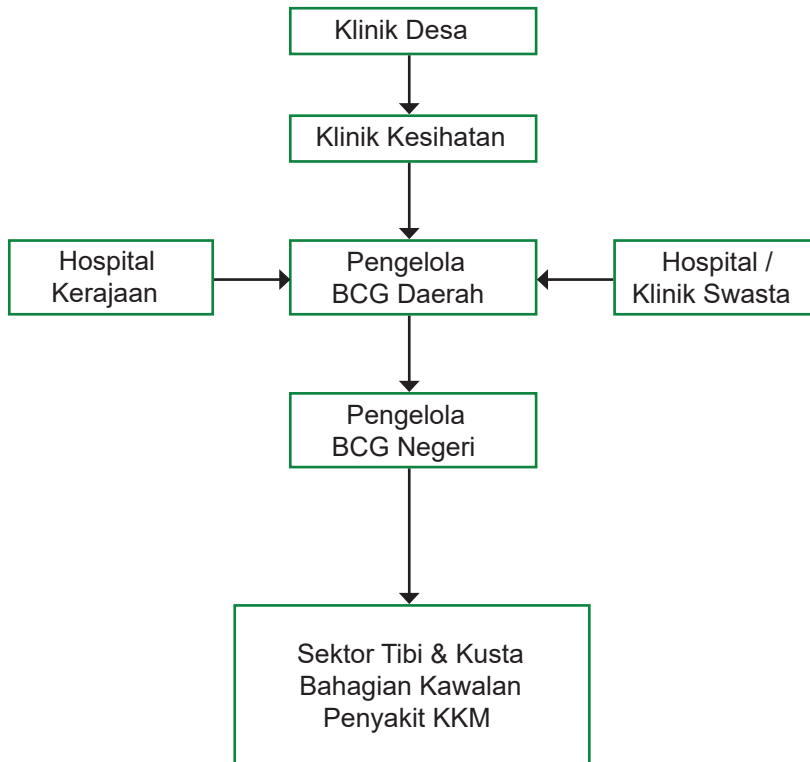 Klinik Desa
Klinik Kesihatan
Hospital
Kerajaan
Pengelola
BCG Daerah
Hospital /
Klinik Swasta
Pengelola
BCG Negeri
Sektor Tibi & Kusta
Bahagian Kawalan
Penyakit KKM